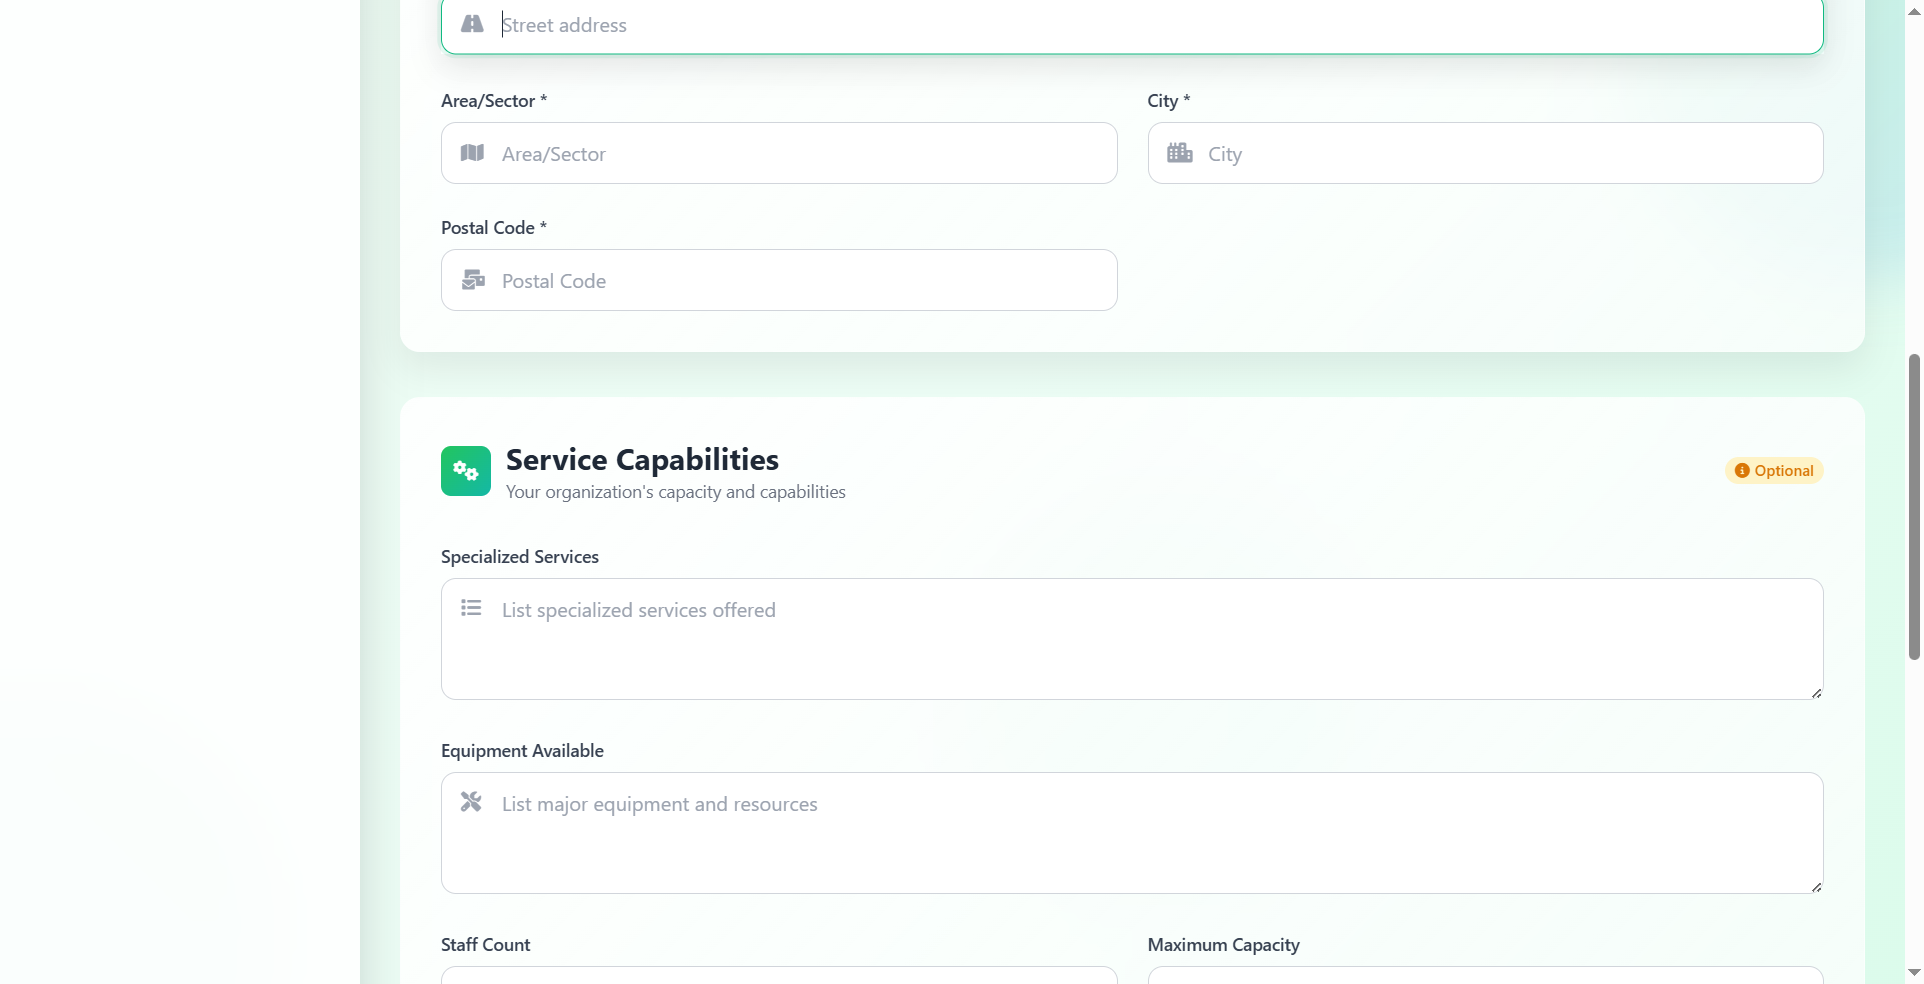 Street address
Area/Sector *
City *
Area/Sector
City
Postal Code *
Postal Code
Service Capabilities
Your organization's capacity and capabilities
Optional
Specialized Services
List specialized services offered
Equipment Available
List major equipment and resources
Staff Count
Maximum Capacity